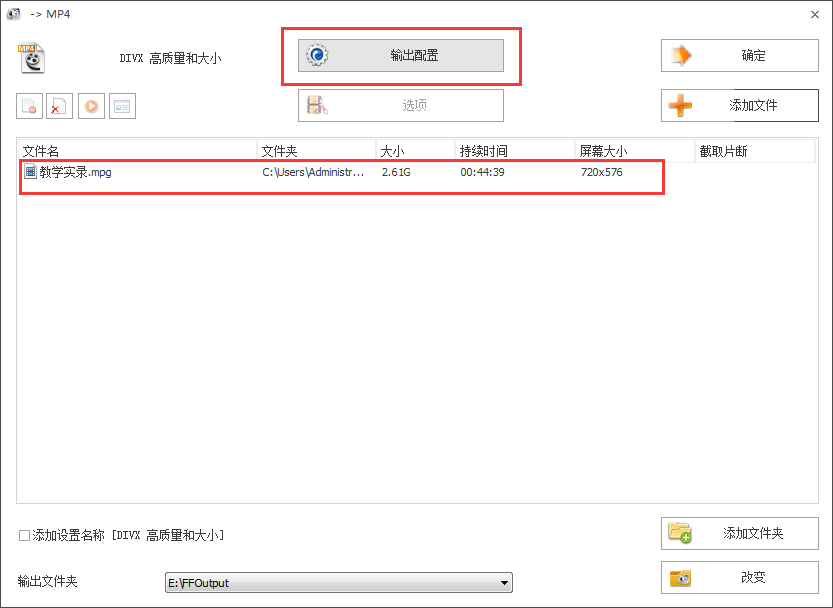 -> MP4
MP4
DIVX 高质量和大小
输出配置
确定
选项
添加文件
文件名 文件夹 大小 持续时间 屏幕大小 截取片断
教学实录.mpg C:\Users\Administr... 2.61G 00:44:39 720x576
添加设置名称 [DIVX 高质量和大小]
添加文件夹
输出文件夹 E:\FFOutput 改变